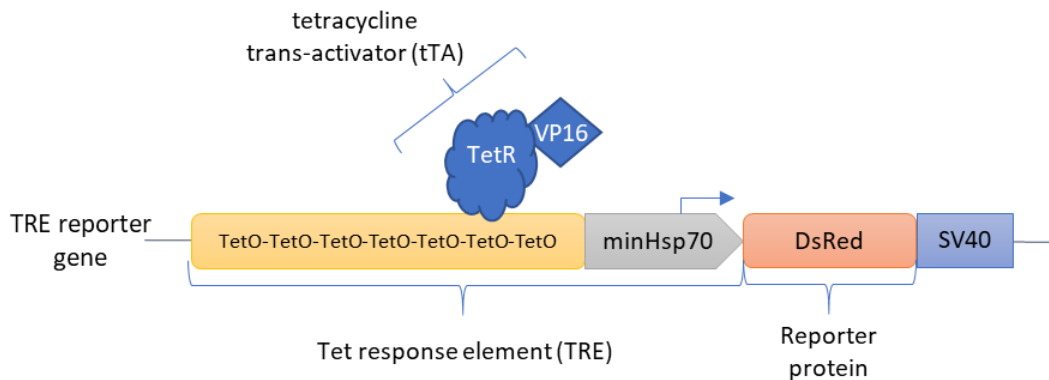 tetracycline
trans-activator (tTA)
VP16
TetR
TRE reporter
gene
TetO-TetO-TetO-TetO-TetO-TetO-TetO
minHsp70
DsRed
SV40
Tet response element (TRE)
Reporter
protein